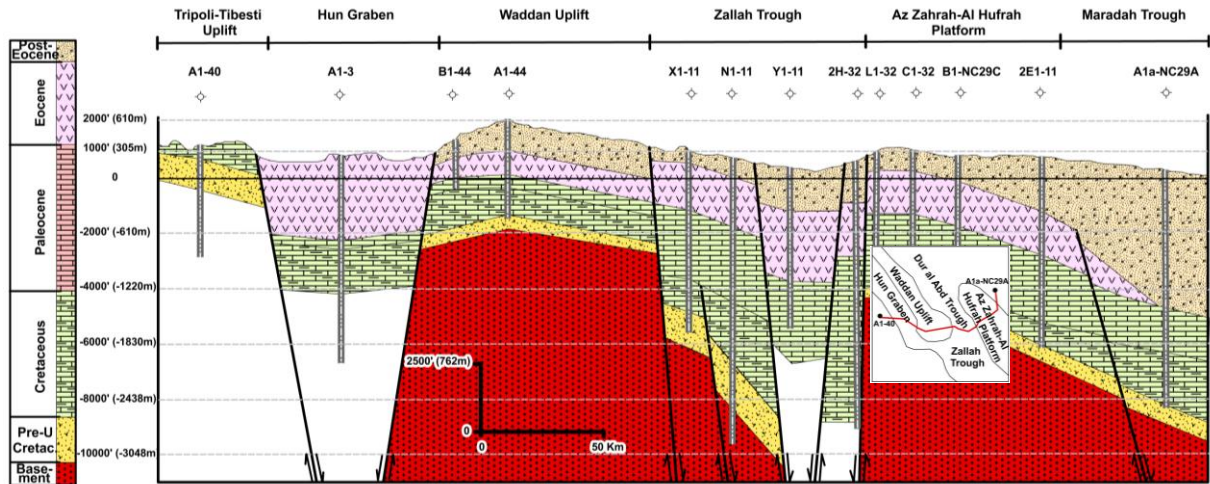 Tripoli-Tibesti
Uplift
Hun Graben
Waddan Uplift
Zallah Trough
Az Zahrah-Al Hufrah
Platform
Maradah Trough
A1-40
A1-3
B1-44
A1-44
X1-11
N1-11
Y1-11
2H-32
L1-32
C1-32
B1-NC29C
2E1-11
A1a-NC29A
Post-
Eocene
Eocene
Paleocene
Cretaceous
Pre-U
Cretac.
Base-
ment
2000' (610m)
1000' (305m)
0
-2000' (-610m)
-4000' (-1220m)
-6000' (-1830m)
-8000' (-2438m)
-10000' (-3048m)
2500' (762m)
0
0
50 Km
Dur al Abd Trough
Waddan Uplift
Hun Graben
A1a-NC29A
A1-40
Az Zahrah-Al
Hufrah Platform
Zallah
Trough